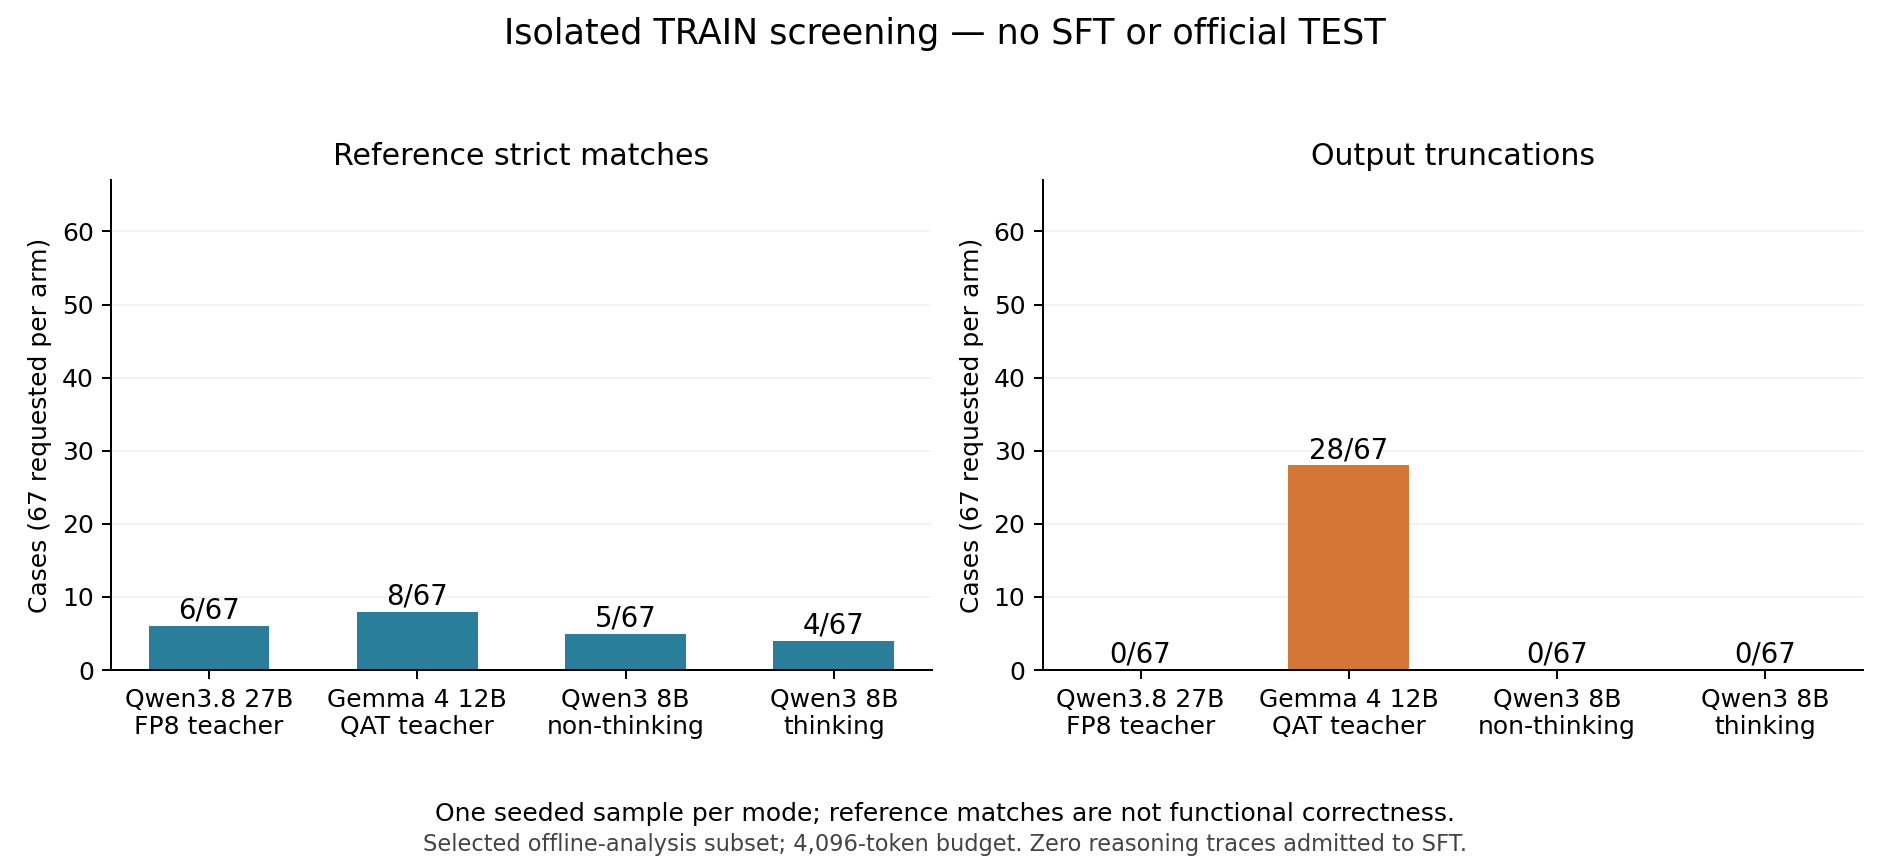 Isolated TRAIN screening — no SFT or official TEST
Reference strict matches
Cases (67 requested per arm)
60
50
40
30
20
10
0
6/67
8/67
5/67
4/67
Qwen3.8 27B
FP8 teacher
Gemma 4 12B
QAT teacher
Qwen3 8B
non-thinking
Qwen3 8B
thinking
Output truncations
Cases (67 requested per arm)
60
50
40
30
20
10
0
0/67
28/67
0/67
0/67
Qwen3.8 27B
FP8 teacher
Gemma 4 12B
QAT teacher
Qwen3 8B
non-thinking
Qwen3 8B
thinking
One seeded sample per mode; reference matches are not functional correctness.
Selected offline-analysis subset; 4,096-token budget. Zero reasoning traces admitted to SFT.